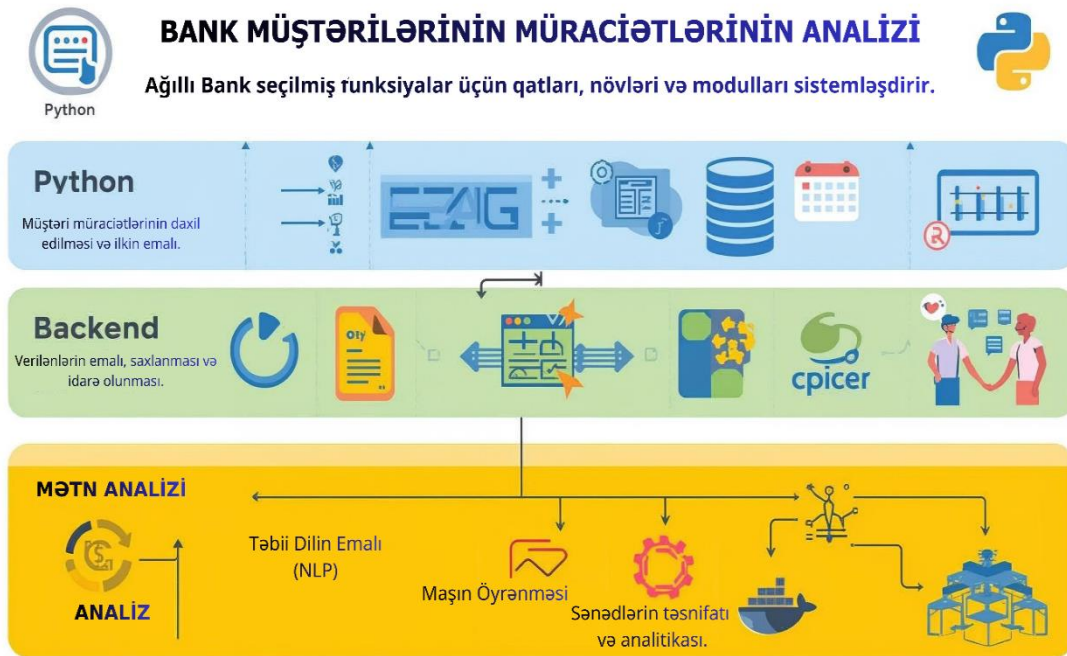 BANK MÜŞTƏRİLƏRİNİN MÜRACİƏTLƏRİNİN ANALİZİ
Ağıllı Bank seçilmiş funksiyalar üçün qatları, növləri və modulları sistemləşdirir.
Python
Python
Müştəri müraciətlərinin daxil
edilməsi və ilkin emalı.
R
Backend
Verilənlərin emalı, saxlanması və
idarə olunması.
cpicer
MƏTN ANALİZİ
ANALİZ
Təbii Dilin Emalı
(NLP)
Maşın Öyrənməsi
Sənədlərin təsnifatı
və analitikası.